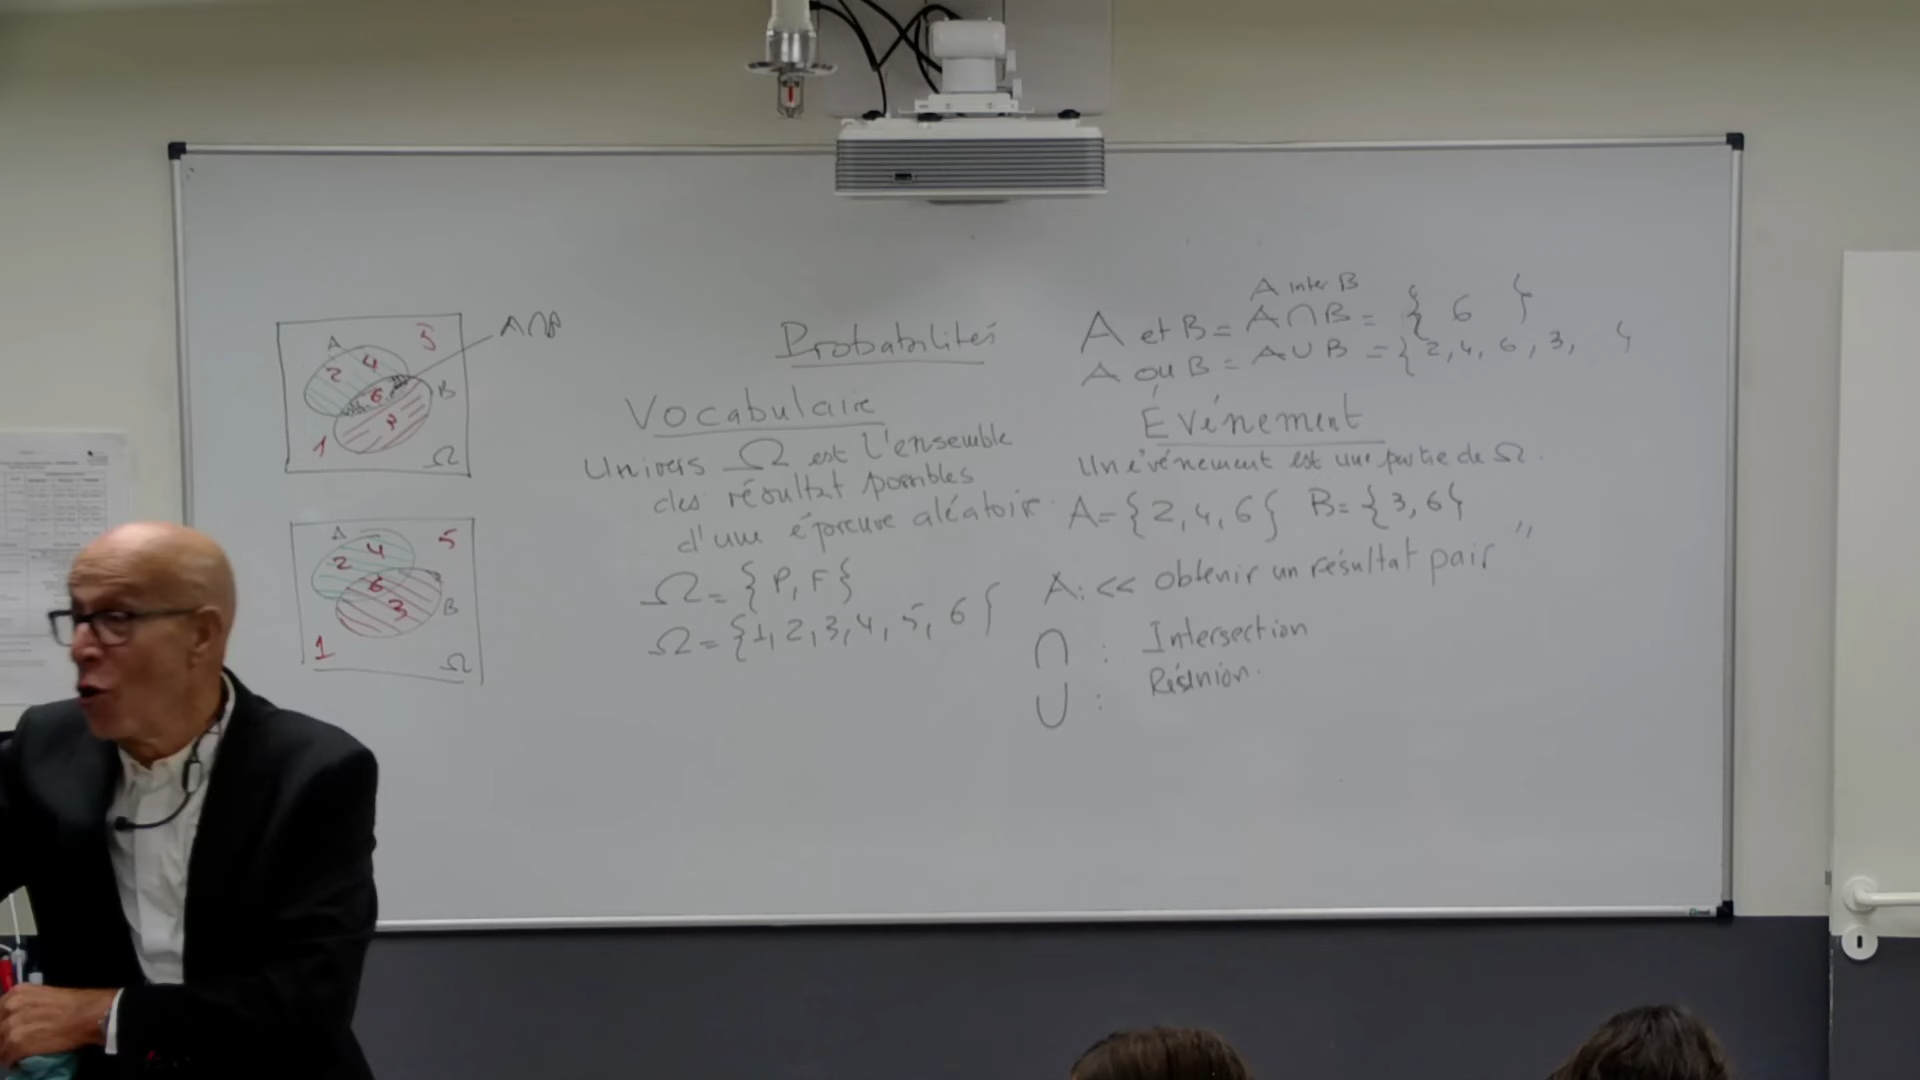 A
5
2 4
6
B
3
1
Ω
A∩B
A
5
2 4
6
3
B
1
Ω
Probabilités
Vocabulaire
Univers Ω est l'ensemble
des résultat possibles
d'une épreuve aléatoire.
Ω = { P, F }
Ω = { 1, 2, 3, 4, 5, 6 }
A inter B
A et B = A ∩ B = { 6 }
A ou B = A ∪ B = { 2, 4, 6, 3, }
Événement
Un événement est une partie de Ω.
A = { 2, 4, 6 } B = { 3, 6 }
A: << obtenir un résultat pair "
∩ : Intersection
∪ : Réunion.